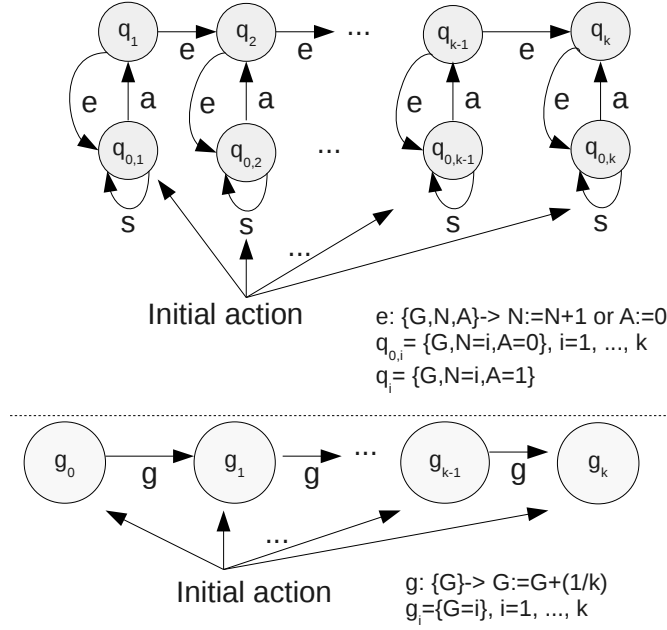 q1 q2 ... qk-1 qk
e e e
e a e a e a e a
q0,1 q0,2 ... q0,k-1 q0,k
s s s s
...
Initial action
e: {G,N,A}-> N:=N+1 or A:=0
q0,i= {G,N=i,A=0}, i=1, ..., k
qi= {G,N=i,A=1}
g0 g1 ... gk-1 gk
g g g
...
Initial action
g: {G}-> G:=G+(1/k)
gi={G=i}, i=1, ..., k